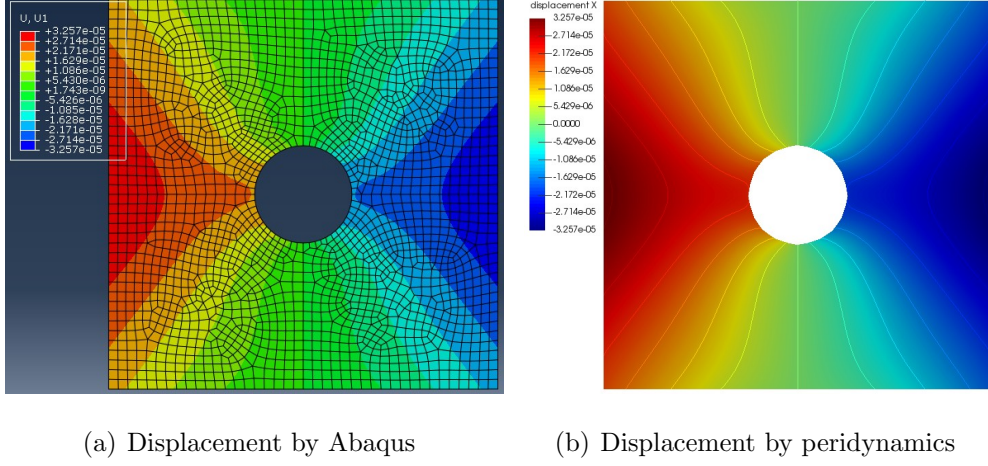 U, U1
+3.257e-05
+2.714e-05
+2.171e-05
+1.629e-05
+1.086e-05
+5.430e-06
+1.743e-09
-5.426e-06
-1.085e-05
-1.628e-05
-2.171e-05
-2.714e-05
-3.257e-05
displacement X
3.257e-05
2.714e-05
2.172e-05
1.629e-05
1.086e-05
5.429e-06
0.0000
-5.429e-06
-1.086e-05
-1.629e-05
-2.172e-05
-2.714e-05
-3.257e-05
(a) Displacement by Abaqus
(b) Displacement by peridynamics